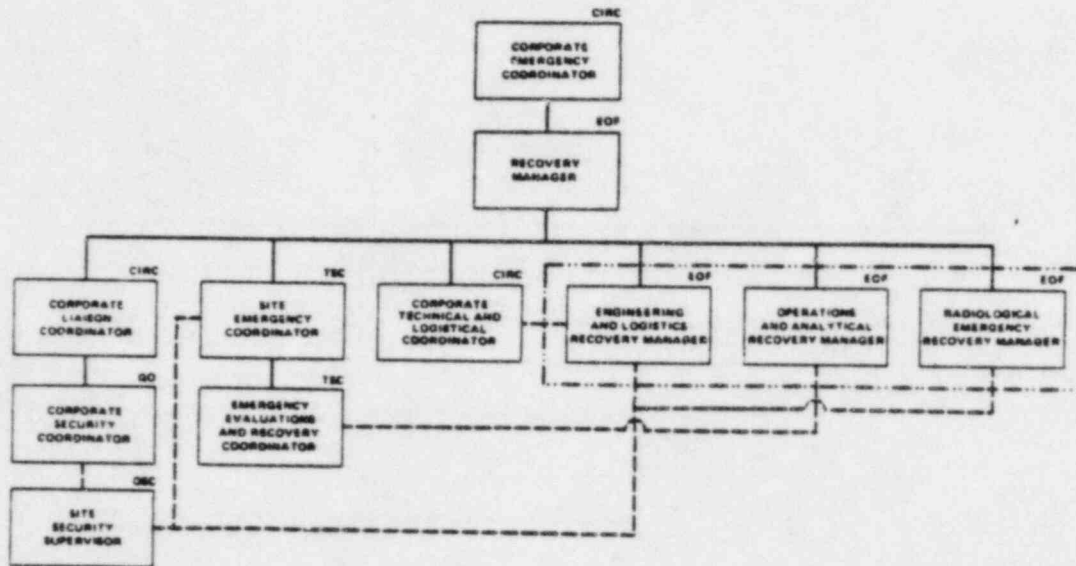 CIRC
CORPORATE
EMERGENCY
COORDINATOR
EOF
RECOVERY
MANAGER
CIRC
CORPORATE
LIAISON
COORDINATOR
TSC
SITE
EMERGENCY
COORDINATOR
CIRC
CORPORATE
TECHNICAL AND
LOGISTICAL
COORDINATOR
EOF
ENGINEERING
AND LOGISTICS
RECOVERY MANAGER
EOF
OPERATIONS
AND ANALYTICAL
RECOVERY MANAGER
EOF
RADIOLOGICAL
EMERGENCY
RECOVERY MANAGER
GO
CORPORATE
SECURITY
COORDINATOR
TSC
EMERGENCY
EVALUATIONS
AND RECOVERY
COORDINATOR
OSC
SITE
SECURITY
SUPERVISOR